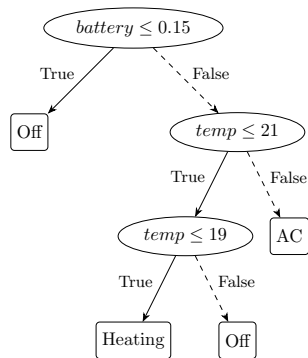 battery ≤ 0.15
True False
Off
temp ≤ 21
True False
temp ≤ 19
AC
True False
Heating
Off